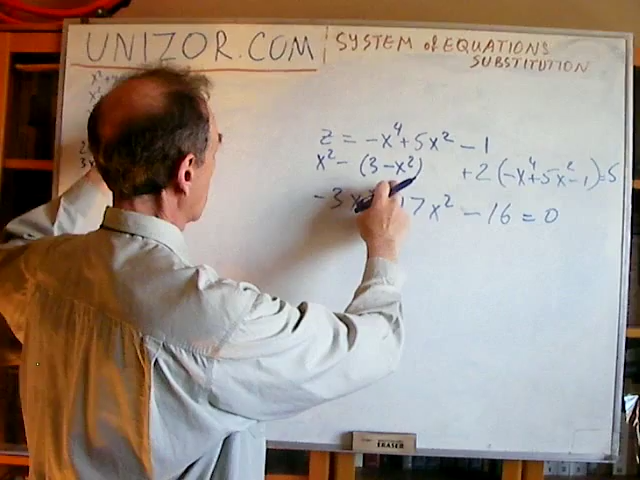 UNIZOR.COM
SYSTEM of EQUATIONS
SUBSTITUTION
z = -x⁴+5x²-1
x² - (3-x²) +2(-x⁴+5x²-1)=5
-3x 17x² - 16 = 0
ERASER